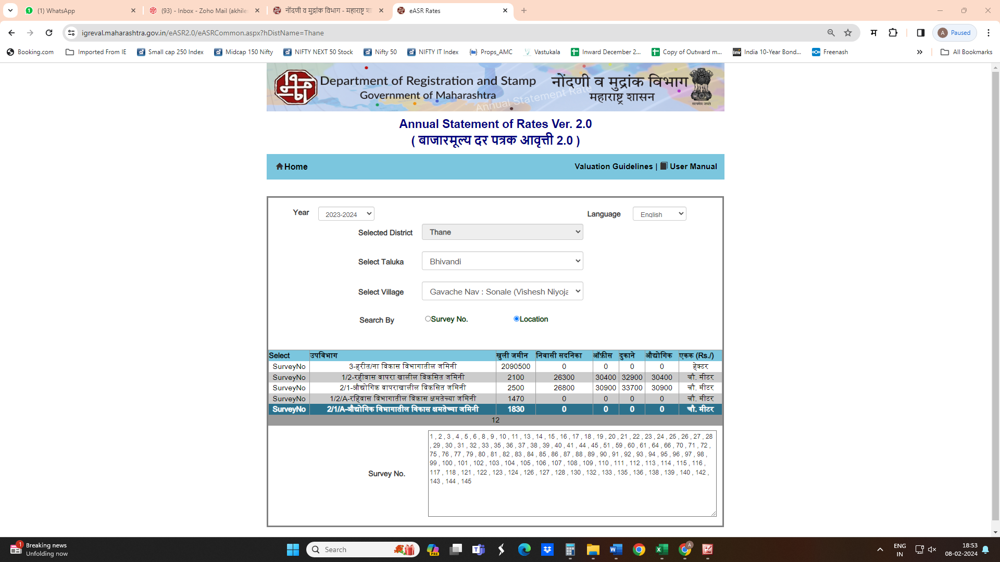 (1) WhatsApp
(93) - Inbox - Zoho Mail (akhiles
नोंदणी व मुद्रांक विभाग - महाराष्ट्र शा
eASR Rates
igreval.maharashtra.gov.in/eASR2.0/eASRCommon.aspx?hDistName=Thane
म
A Paused
Booking.com
Imported From IE
Small cap 250 Index
Midcap 150 Nifty
NIFTY NEXT 50 Stock
Nifty 50
NIFTY IT Index
Props_AMC
Vastukala
Inward December 2...
Copy of Outward m...
India 10-Year Bond...
Freenash
All Bookmarks
Department of Registration and Stamp
Government of Maharashtra
नोंदणी व मुद्रांक विभाग
महाराष्ट्र शासन
सत्यमेव जयते
Annual Statement Rate
Annual Statement of Rates Ver. 2.0
( बाजारमूल्य दर पत्रक आवृत्ती 2.0 )
Home
Valuation Guidelines | User Manual
Year 2023-2024
Language English
Selected District Thane
Select Taluka Bhivandi
Select Village Gavache Nav : Sonale (Vishesh Niyoja
Search By Survey No. Location
Select उपविभाग खुली जमीन निवासी सदनिका ऑफ़ीस दुकाने औद्योगिक एकक (Rs./)
SurveyNo 3-हरीत/ना विकास विभागातील जमिनी 2090500 0 0 0 0 हेक्टर
SurveyNo 1/2-रहीवास वापरा खालील विकसित जमिनी 2100 26300 30400 32900 30400 चौ. मीटर
SurveyNo 2/1-औद्योगिक वापराखालील विकसित जमिनी 2500 26800 30900 33700 30900 चौ. मीटर
SurveyNo 1/2/A-रहिवास विभागातील विकास क्षमतेच्या जमिनी 1470 0 0 0 0 चौ. मीटर
SurveyNo 2/1/A-औद्योगिक विभागातील विकास क्षमतेच्या जमिनी 1830 0 0 0 0 चौ. मीटर
12
Survey No.
1 , 2 , 3 , 4 , 5 , 6 , 8 , 9 , 10 , 11 , 13 , 14 , 15 , 16 , 17 , 18 , 19 , 20 , 21 , 22 , 23 , 24 , 25 , 26 , 27 , 28
, 29 , 30 , 31 , 32 , 33 , 35 , 36 , 37 , 38 , 39 , 40 , 41 , 44 , 45 , 51 , 59 , 60 , 61 , 64 , 66 , 70 , 71 , 72 ,
75 , 76 , 77 , 79 , 80 , 81 , 82 , 83 , 84 , 85 , 86 , 87 , 88 , 89 , 90 , 91 , 92 , 93 , 94 , 95 , 96 , 97 , 98 ,
99 , 100 , 101 , 102 , 103 , 104 , 105 , 106 , 107 , 108 , 109 , 110 , 111 , 112 , 113 , 114 , 115 , 116 ,
117 , 118 , 121 , 122 , 123 , 124 , 126 , 127 , 128 , 130 , 132 , 133 , 135 , 136 , 138 , 139 , 140 , 142 ,
143 , 144 , 145
1
Breaking news
Unfolding now
Search
PRE
ENG
IN
18:53
08-02-2024